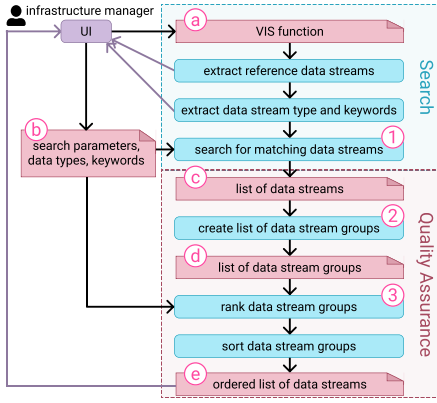 infrastructure manager
UI
a
VIS function
extract reference data streams
extract data stream type and keywords
b
search parameters,
data types, keywords
1
search for matching data streams
Search
c
list of data streams
2
create list of data stream groups
d
list of data stream groups
3
rank data stream groups
sort data stream groups
e
ordered list of data streams
Quality Assurance